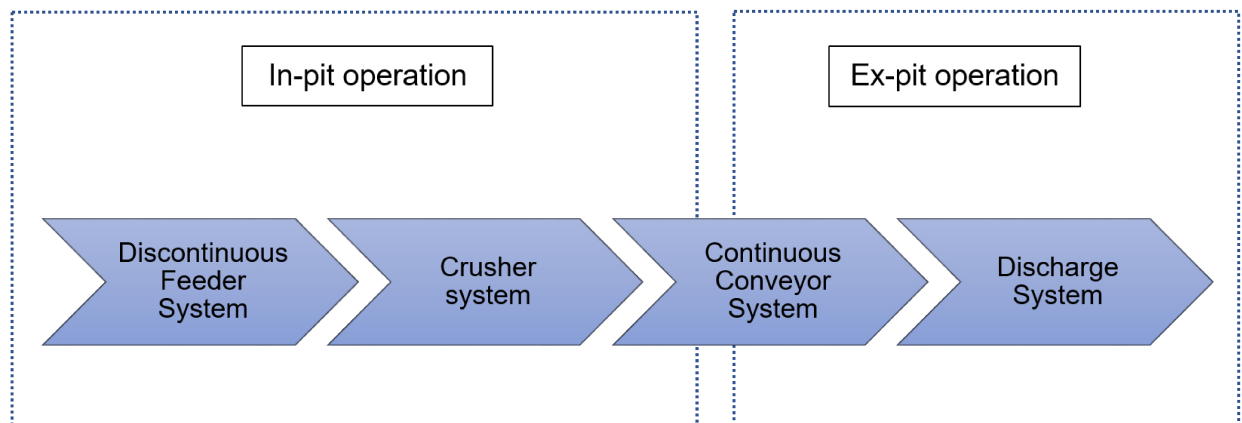 In-pit operation
Ex-pit operation
Discontinuous
Feeder
System
Crusher
system
Continuous
Conveyor
System
Discharge
System